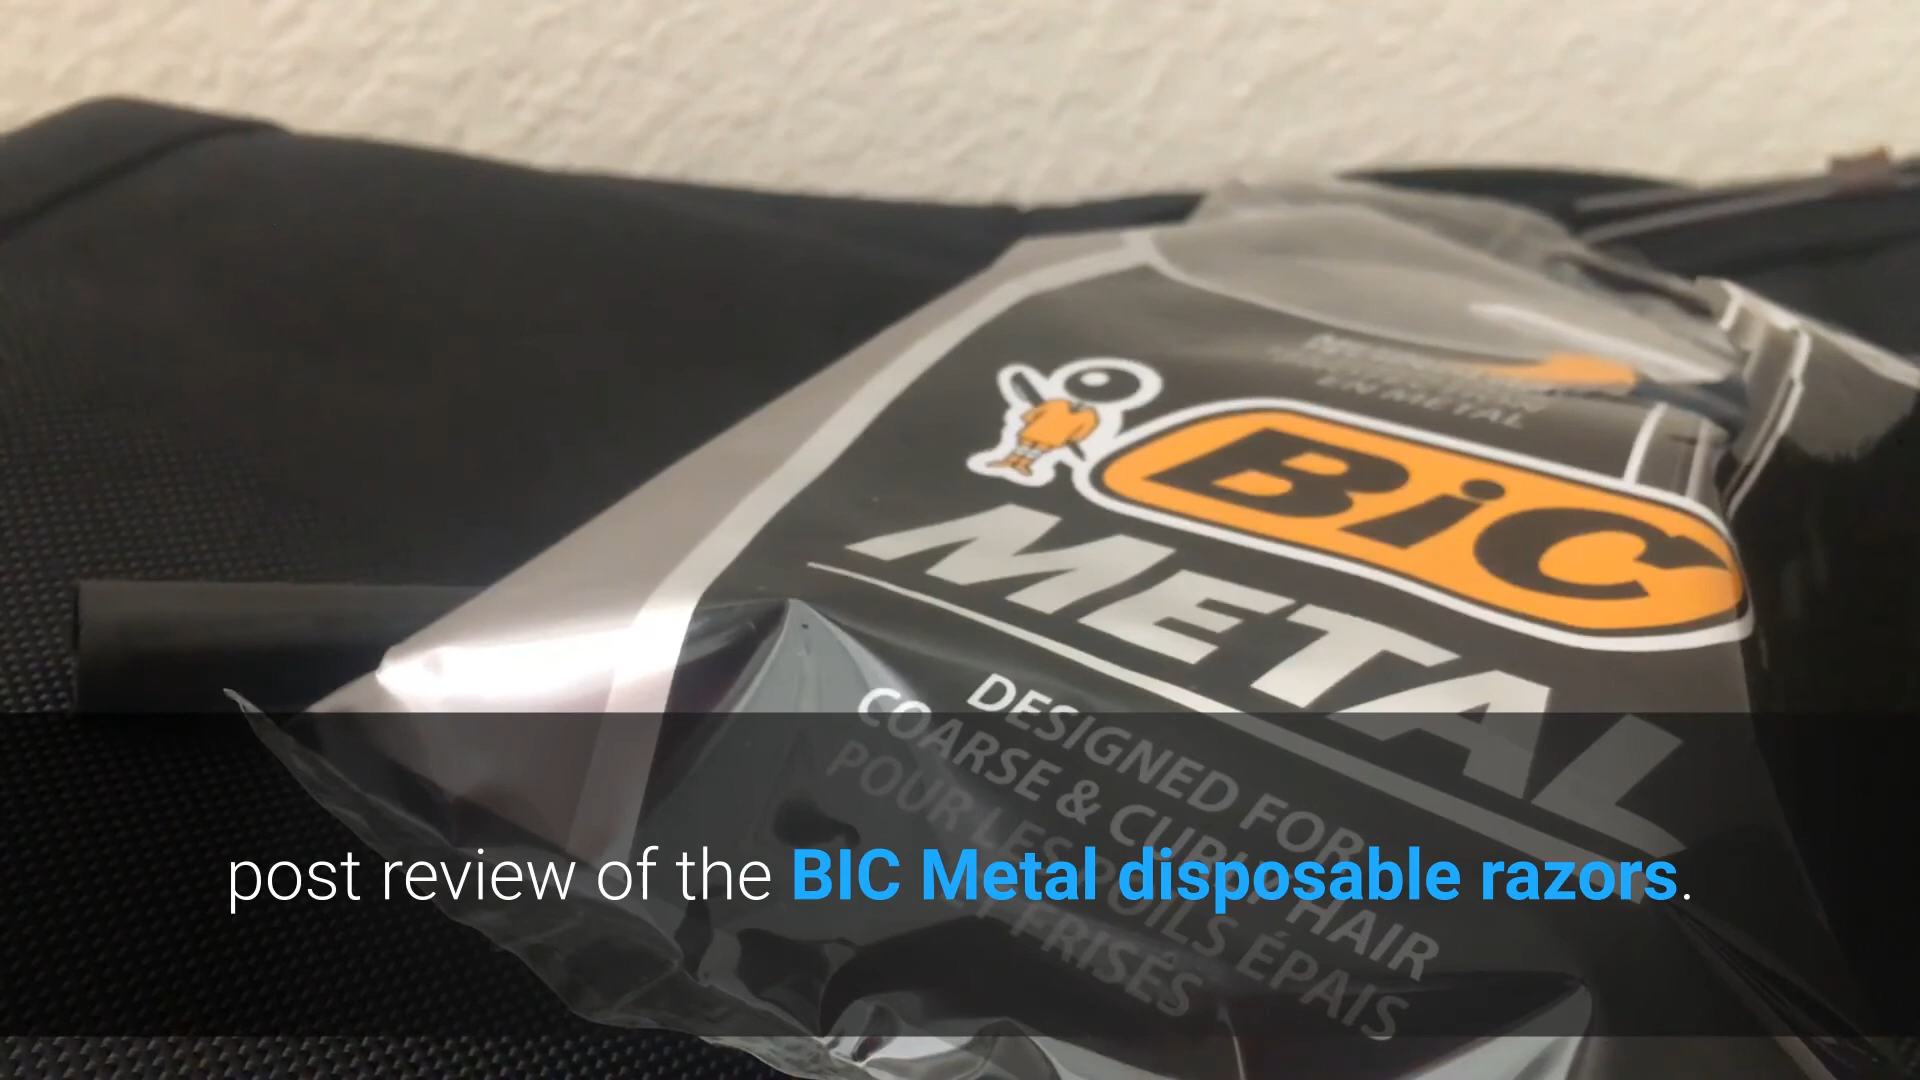 EN METAL
BiC
METAL
DESIGNED FOR
COARSE & CURLY HAIR
POUR LES POILS ÉPAIS
FRISÉS
post review of the BIC Metal disposable razors.